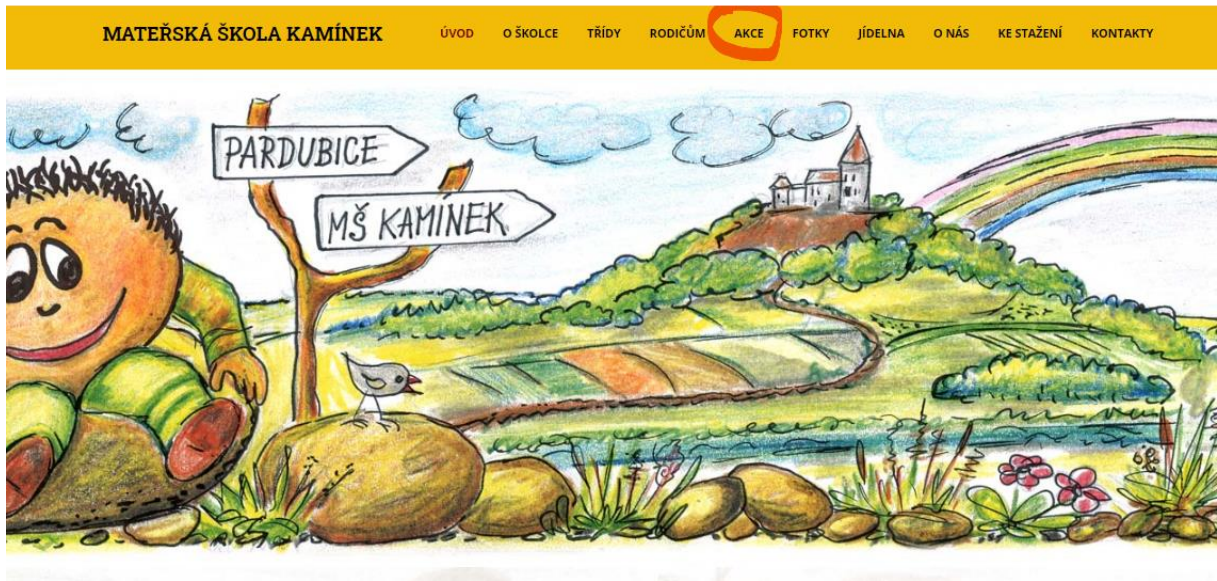 MATEŘSKÁ ŠKOLA KAMÍNEK ÚVOD O ŠKOLCE TŘÍDY RODIČŮM AKCE FOTKY JÍDELNA O NÁS KE STAŽENÍ KONTAKTY
PARDUBICE
MŠ KAMÍNEK